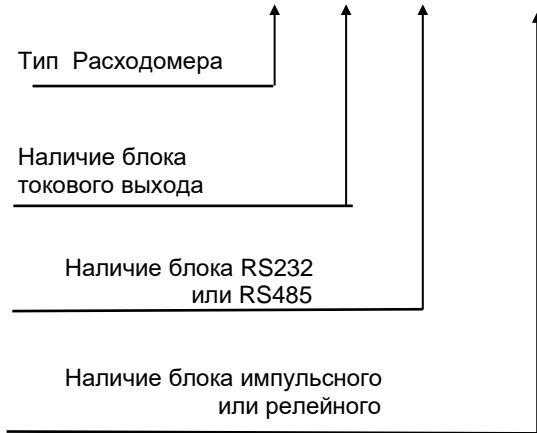 Тип Расходомера
Наличие блока
токового выхода
Наличие блока RS232
или RS485
Наличие блока импульсного
или релейного